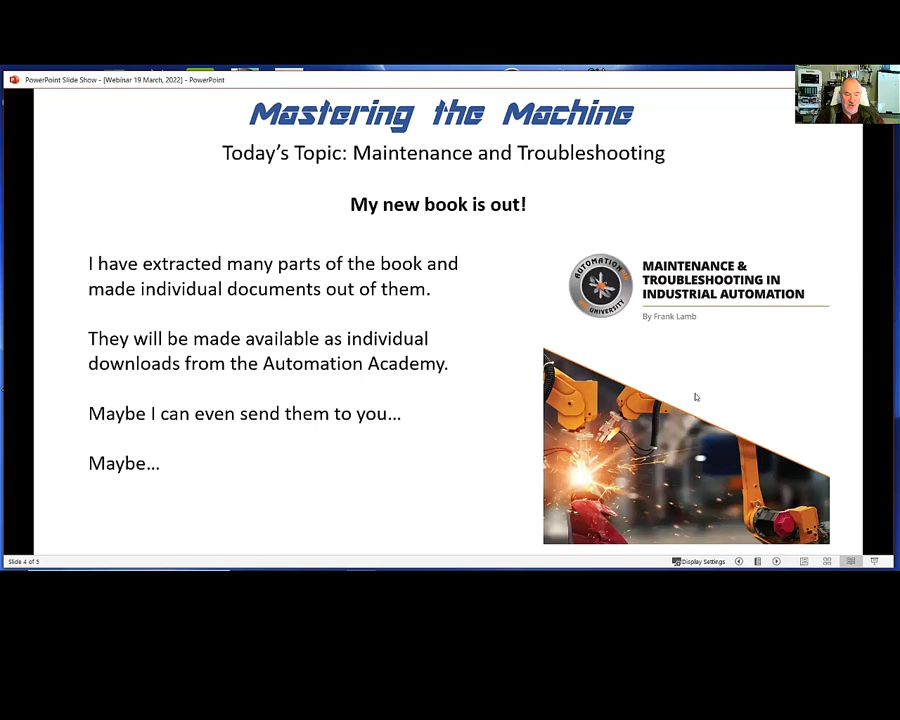 PowerPoint Slide Show - [Webinar 19 March, 2022] - PowerPoint
Mastering the Machine
Today's Topic: Maintenance and Troubleshooting
My new book is out!
I have extracted many parts of the book and
made individual documents out of them.
They will be made available as individual
downloads from the Automation Academy.
Maybe I can even send them to you...
Maybe...
AUTOMATION
UNIVERSITY
MAINTENANCE &
TROUBLESHOOTING IN
INDUSTRIAL AUTOMATION
By Frank Lamb
Slide 4 of 5
Display Settings